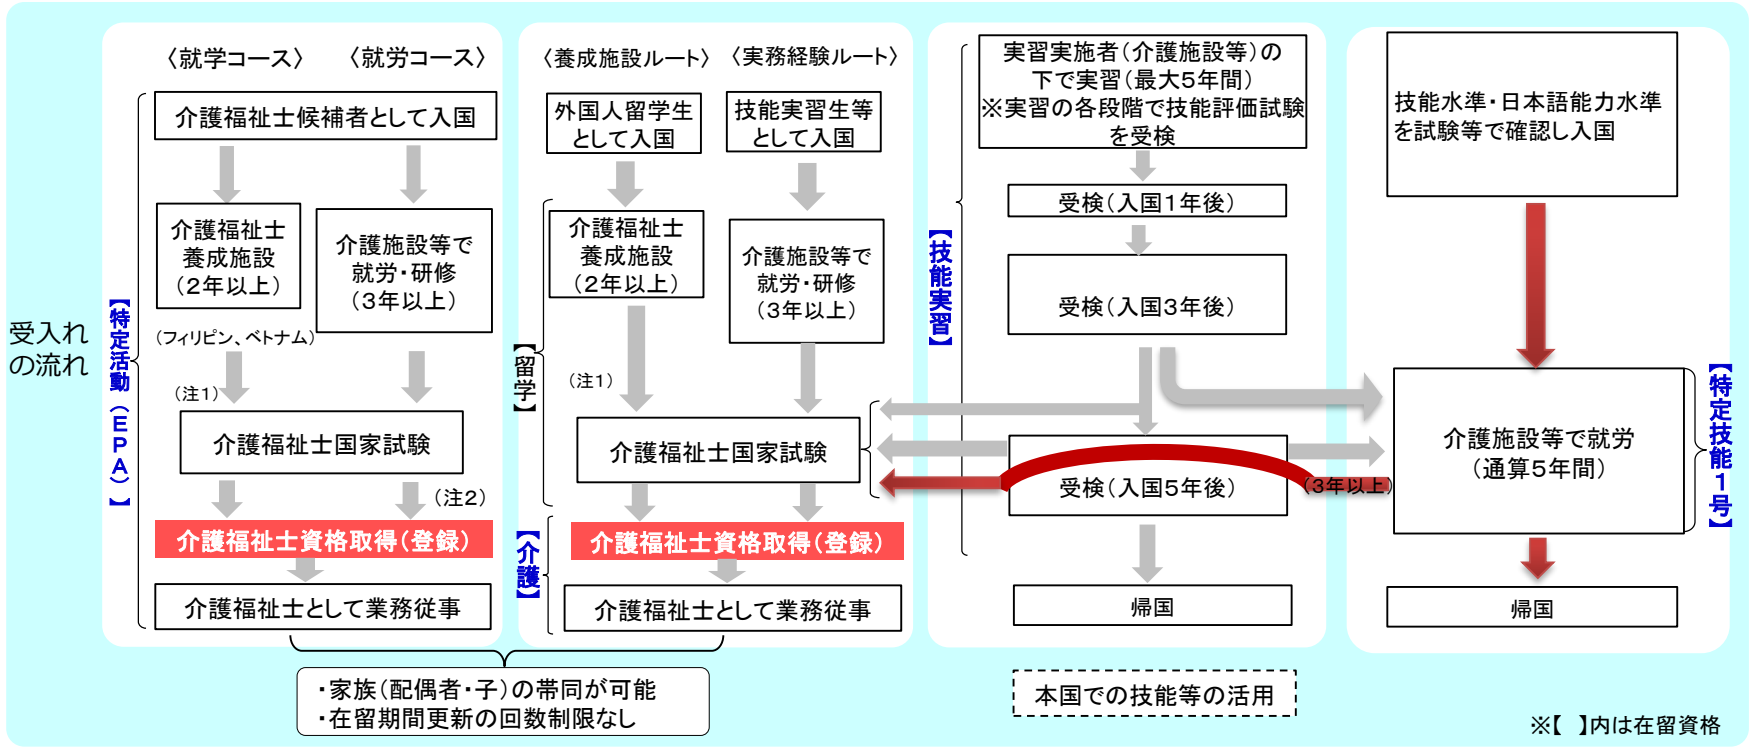 受入れ
の流れ
〈就学コース〉
〈就労コース〉
介護福祉士候補者として入国
介護福祉士
養成施設
（２年以上）
介護施設等で
就労・研修
（３年以上）
（フィリピン、ベトナム）
（注１）
介護福祉士国家試験
（注２）
介護福祉士資格取得（登録）
介護福祉士として業務従事
【特定活動（ＥＰＡ）】
〈養成施設ルート〉
〈実務経験ルート〉
外国人留学生
として入国
技能実習生等
として入国
介護福祉士
養成施設
（２年以上）
介護施設等で
就労・研修
（３年以上）
【留学】
（注１）
介護福祉士国家試験
介護福祉士資格取得（登録）
【介護】
介護福祉士として業務従事
・家族（配偶者・子）の帯同が可能
・在留期間更新の回数制限なし
実習実施者（介護施設等）の
下で実習（最大５年間）
※実習の各段階で技能評価試験
を受検
受検（入国１年後）
【技能実習】
受検（入国３年後）
受検（入国５年後）
帰国
本国での技能等の活用
技能水準・日本語能力水準
を試験等で確認し入国
介護施設等で就労
（通算５年間）
（３年以上）
【特定技能１号】
帰国
※【　】内は在留資格